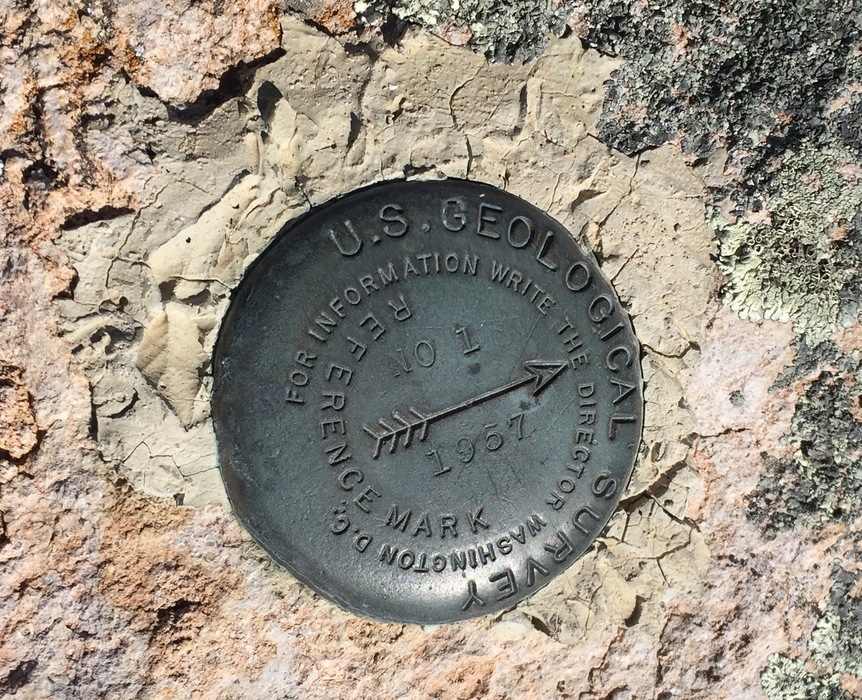 U.S. GEOLOGICAL SURVEY
FOR INFORMATION WRITE THE DIRECTOR WASHINGTON D.C.
REFERENCE MARK
NO 1
1957